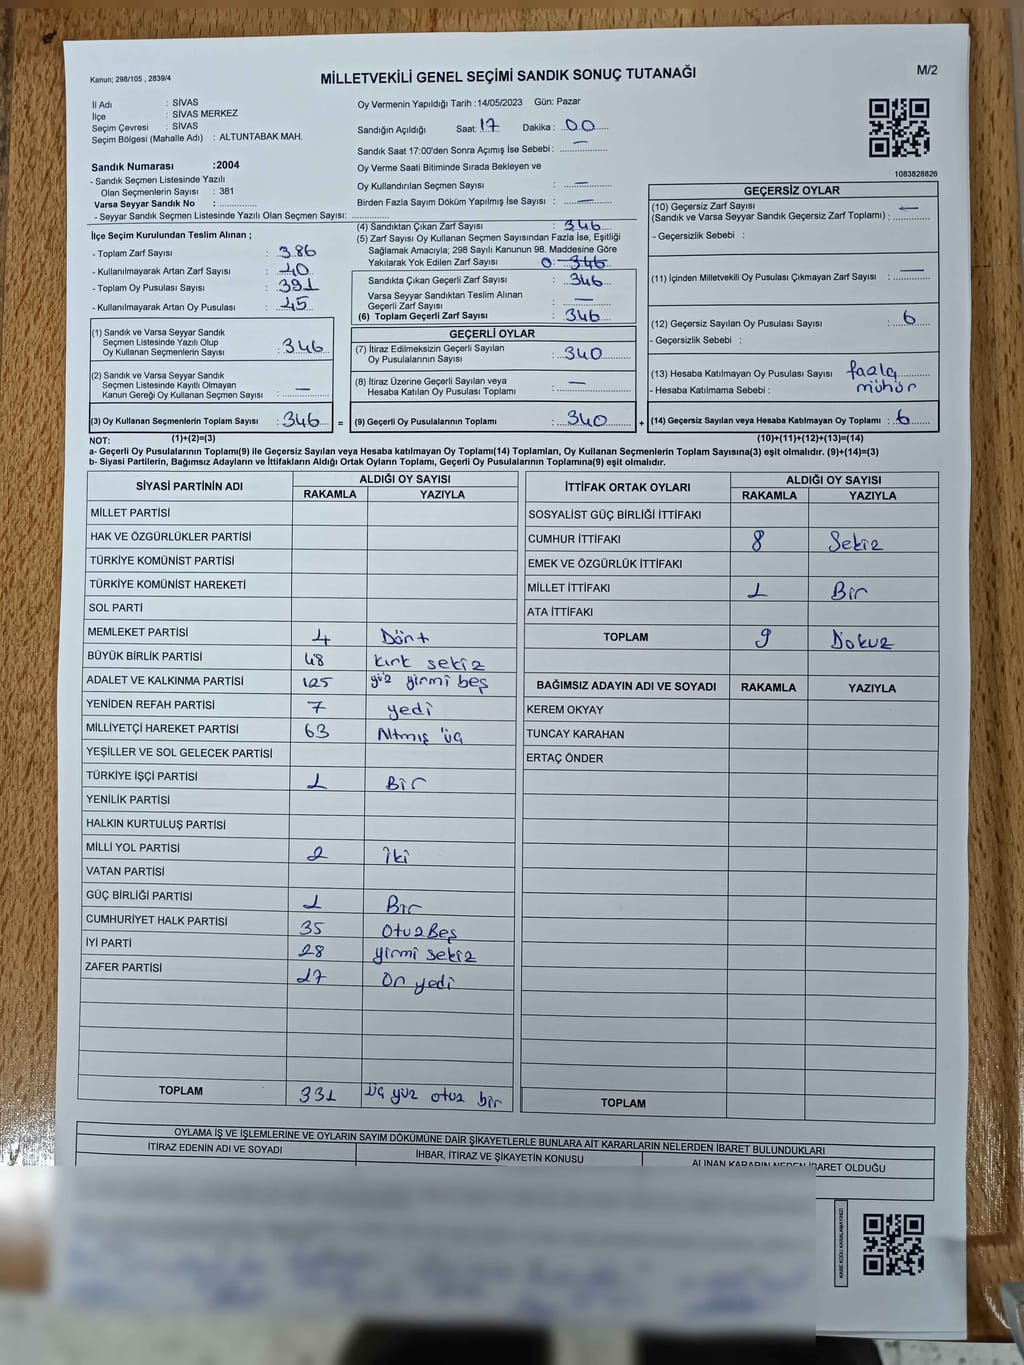 Kanun; 298/105 , 2839/4
MİLLETVEKİLİ GENEL SEÇİMİ SANDIK SONUÇ TUTANAĞI
M/2
İl Adı : SİVAS
İlçe : SİVAS MERKEZ
Seçim Çevresi : SİVAS
Seçim Bölgesi (Mahalle Adı) : ALTUNTABAK MAH.
Oy Vermenin Yapıldığı Tarih :14/05/2023 Gün: Pazar
Sandığın Açıldığı Saat: 17 Dakika : 00
Sandık Saat 17:00'den Sonra Açılmış İse Sebebi : —
Oy Verme Saati Bitiminde Sırada Bekleyen ve
Oy Kullandırılan Seçmen Sayısı : —
Birden Fazla Sayım Döküm Yapılmış İse Sayısı : —
1083828826
Sandık Numarası :2004
- Sandık Seçmen Listesinde Yazılı
Olan Seçmenlerin Sayısı : 381
Varsa Seyyar Sandık No :
- Seyyar Sandık Seçmen Listesinde Yazılı Olan Seçmen Sayısı:
İlçe Seçim Kurulundan Teslim Alınan ;
- Toplam Zarf Sayısı : 386
- Kullanılmayarak Artan Zarf Sayısı : 40
- Toplam Oy Pusulası Sayısı : 391
- Kullanılmayarak Artan Oy Pusulası : 45
(1) Sandık ve Varsa Seyyar Sandık
Seçmen Listesinde Yazılı Olup
Oy Kullanan Seçmenlerin Sayısı : 346
(2) Sandık ve Varsa Seyyar Sandık
Seçmen Listesinde Kayıtlı Olmayan
Kanun Gereği Oy Kullanan Seçmen Sayısı : —
(3) Oy Kullanan Seçmenlerin Toplam Sayısı : 346 =
(4) Sandıktan Çıkan Zarf Sayısı : 346
(5) Zarf Sayısı Oy Kullanan Seçmen Sayısından Fazla İse, Eşitliği
Sağlamak Amacıyla; 298 Sayılı Kanunun 98. Maddesine Göre
Yakılarak Yok Edilen Zarf Sayısı 0 346
Sandıkta Çıkan Geçerli Zarf Sayısı : 346
Varsa Seyyar Sandıktan Teslim Alınan
Geçerli Zarf Sayısı : —
(6) Toplam Geçerli Zarf Sayısı : 346
GEÇERLİ OYLAR
(7) İtiraz Edilmeksizin Geçerli Sayılan
Oy Pusulalarının Sayısı : 340
(8) İtiraz Üzerine Geçerli Sayılan veya
Hesaba Katılan Oy Pusulası Toplamı : —
(9) Geçerli Oy Pusulalarının Toplamı : 340 +
GEÇERSİZ OYLAR
(10) Geçersiz Zarf Sayısı
(Sandık ve Varsa Seyyar Sandık Geçersiz Zarf Toplamı) : —
- Geçersizlik Sebebi :
(11) İçinden Milletvekili Oy Pusulası Çıkmayan Zarf Sayısı : —
(12) Geçersiz Sayılan Oy Pusulası Sayısı : 6
- Geçersizlik Sebebi :
(13) Hesaba Katılmayan Oy Pusulası Sayısı fazla
- Hesaba Katılmama Sebebi : mühür
(14) Geçersiz Sayılan veya Hesaba Katılmayan Oy Toplamı : 6
NOT: (1)+(2)=(3) (10)+(11)+(12)+(13)=(14)
a- Geçerli Oy Pusulalarının Toplamı(9) ile Geçersiz Sayılan veya Hesaba katılmayan Oy Toplamı(14) Toplamları, Oy Kullanan Seçmenlerin Toplam Sayısına(3) eşit olmalıdır. (9)+(14)=(3)
b- Siyasi Partilerin, Bağımsız Adayların ve İttifakların Aldığı Ortak Oyların Toplamı, Geçerli Oy Pusulalarının Toplamına(9) eşit olmalıdır.
SİYASİ PARTİNİN ADI ALDIĞI OY SAYISI
RAKAMLA YAZIYLA
MİLLET PARTİSİ
HAK VE ÖZGÜRLÜKLER PARTİSİ
TÜRKİYE KOMÜNİST PARTİSİ
TÜRKİYE KOMÜNİST HAREKETİ
SOL PARTİ
MEMLEKET PARTİSİ 4 Dört
BÜYÜK BİRLİK PARTİSİ 48 kırk sekiz
ADALET VE KALKINMA PARTİSİ 125 yüz yirmi beş
YENİDEN REFAH PARTİSİ 7 yedi
MİLLİYETÇİ HAREKET PARTİSİ 63 Altmış üç
YEŞİLLER VE SOL GELECEK PARTİSİ
TÜRKİYE İŞÇİ PARTİSİ 1 Bir
YENİLİK PARTİSİ
HALKIN KURTULUŞ PARTİSİ
MİLLİ YOL PARTİSİ 2 İki
VATAN PARTİSİ
GÜÇ BİRLİĞİ PARTİSİ 1 Bir
CUMHURİYET HALK PARTİSİ 35 OtuzBeş
İYİ PARTİ 28 yirmi sekiz
ZAFER PARTİSİ 17 On yedi
TOPLAM 331 üç yüz otuz bir
İTTİFAK ORTAK OYLARI ALDIĞI OY SAYISI
RAKAMLA YAZIYLA
SOSYALİST GÜÇ BİRLİĞİ İTTİFAKI
CUMHUR İTTİFAKI 8 Sekiz
EMEK VE ÖZGÜRLÜK İTTİFAKI
MİLLET İTTİFAKI 1 Bir
ATA İTTİFAKI
TOPLAM 9 Dokuz
BAĞIMSIZ ADAYIN ADI VE SOYADI RAKAMLA YAZIYLA
KEREM OKYAY
TUNCAY KARAHAN
ERTAÇ ÖNDER
TOPLAM
OYLAMA İŞ VE İŞLEMLERİNE VE OYLARIN SAYIM DÖKÜMÜNE DAİR ŞİKAYETLERLE BUNLARA AİT KARARLARIN NELERDEN İBARET BULUNDUKLARI
İTİRAZ EDENİN ADI VE SOYADI İHBAR, İTİRAZ VE ŞİKAYETİN KONUSU ALINAN KARARIN NEDEN İBARET OLDUĞU
KARE KODU KARALAMAYINIZ!